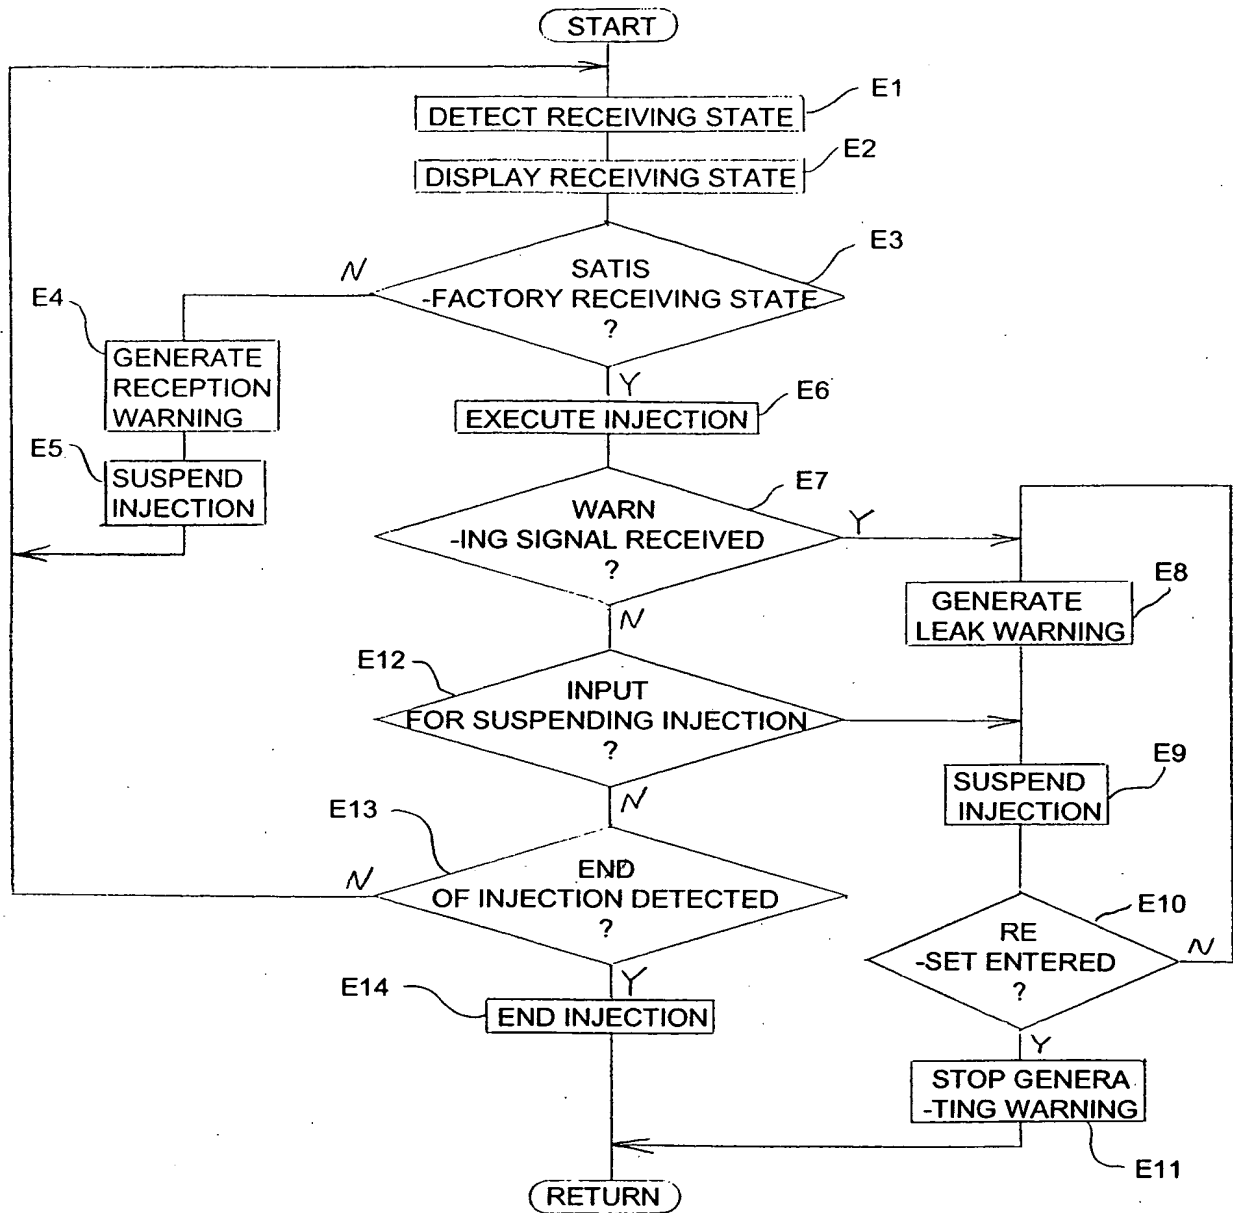 START
E1
DETECT RECEIVING STATE
E2
DISPLAY RECEIVING STATE
E3
SATIS
-FACTORY RECEIVING STATE
?
N
E4
GENERATE
RECEPTION
WARNING
E5
SUSPEND
INJECTION
Y
E6
EXECUTE INJECTION
E7
WARN
-ING SIGNAL RECEIVED
?
Y
N
E8
GENERATE
LEAK WARNING
E12
INPUT
FOR SUSPENDING INJECTION
?
N
E9
SUSPEND
INJECTION
E13
END
OF INJECTION DETECTED
?
N
Y
E10
RE
-SET ENTERED
?
N
Y
E14
END INJECTION
STOP GENERA
-TING WARNING
E11
RETURN